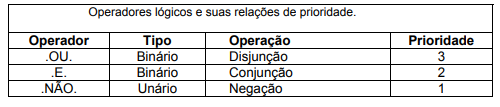 Operadores lógicos e suas relações de prioridade.
Operador Tipo Operação Prioridade
.OU. Binário Disjunção 3
.E. Binário Conjunção 2
.NÃO. Unário Negação 1